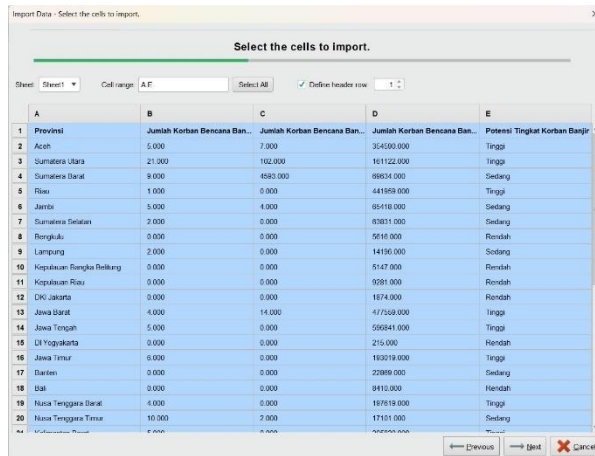 Import Data - Select the cells to import.
Select the cells to import.
Sheet Sheet1 Cell range: A:E Select All Define header row 1
A B C D E
1 Provinsi Jumlah Korban Bencana Ban... Jumlah Korban Bencana Ban... Jumlah Korban Bencana Ban... Potensi Tingkat Korban Banjir
2 Aceh 5.000 7.000 354590.000 Tinggi
3 Sumatera Utara 21.000 102.000 161122.000 Tinggi
4 Sumatera Barat 9.000 4593.000 69634.000 Sedang
5 Riau 1.000 0.000 441959.000 Tinggi
6 Jambi 5.000 4.000 65418.000 Sedang
7 Sumatera Selatan 2.000 0.000 63831.000 Sedang
8 Bengkulu 0.000 0.000 5616.000 Rendah
9 Lampung 2.000 0.000 14196.000 Sedang
10 Kepulauan Bangka Belitung 0.000 0.000 5147.000 Rendah
11 Kepulauan Riau 0.000 0.000 9281.000 Rendah
12 DKI Jakarta 0.000 0.000 1874.000 Rendah
13 Jawa Barat 4.000 14.000 477559.000 Tinggi
14 Jawa Tengah 5.000 0.000 596841.000 Tinggi
15 DI Yogyakarta 0.000 0.000 215.000 Rendah
16 Jawa Timur 6.000 0.000 193019.000 Tinggi
17 Banten 0.000 0.000 22989.000 Sedang
18 Bali 0.000 0.000 8410.000 Rendah
19 Nusa Tenggara Barat 4.000 0.000 197619.000 Tinggi
20 Nusa Tenggara Timur 10.000 2.000 17101.000 Sedang
Previous Next Cancel